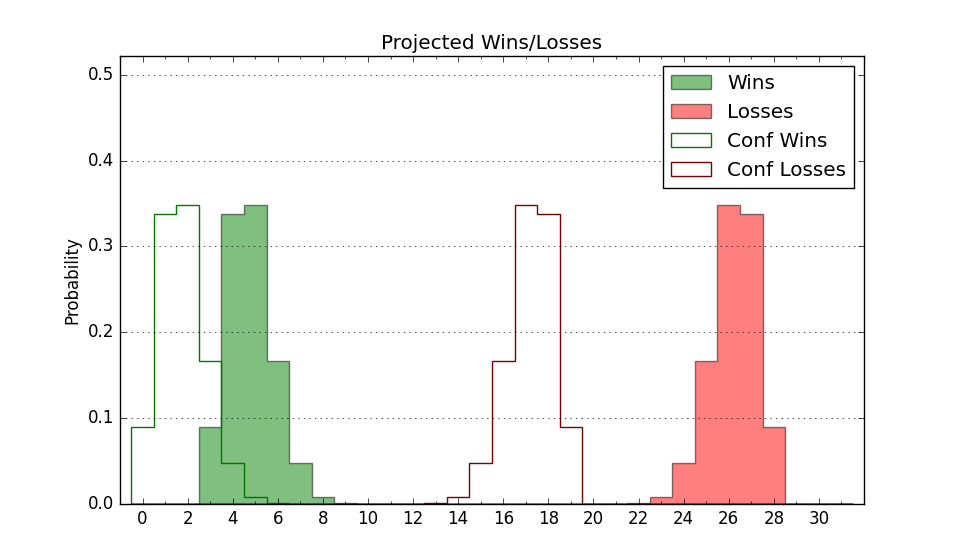 Projected Wins/Losses
0.5
0.4
0.3
0.2
0.1
0.0
Probability
Wins
Losses
Conf Wins
Conf Losses
0 2 4 6 8 10 12 14 16 18 20 22 24 26 28 30